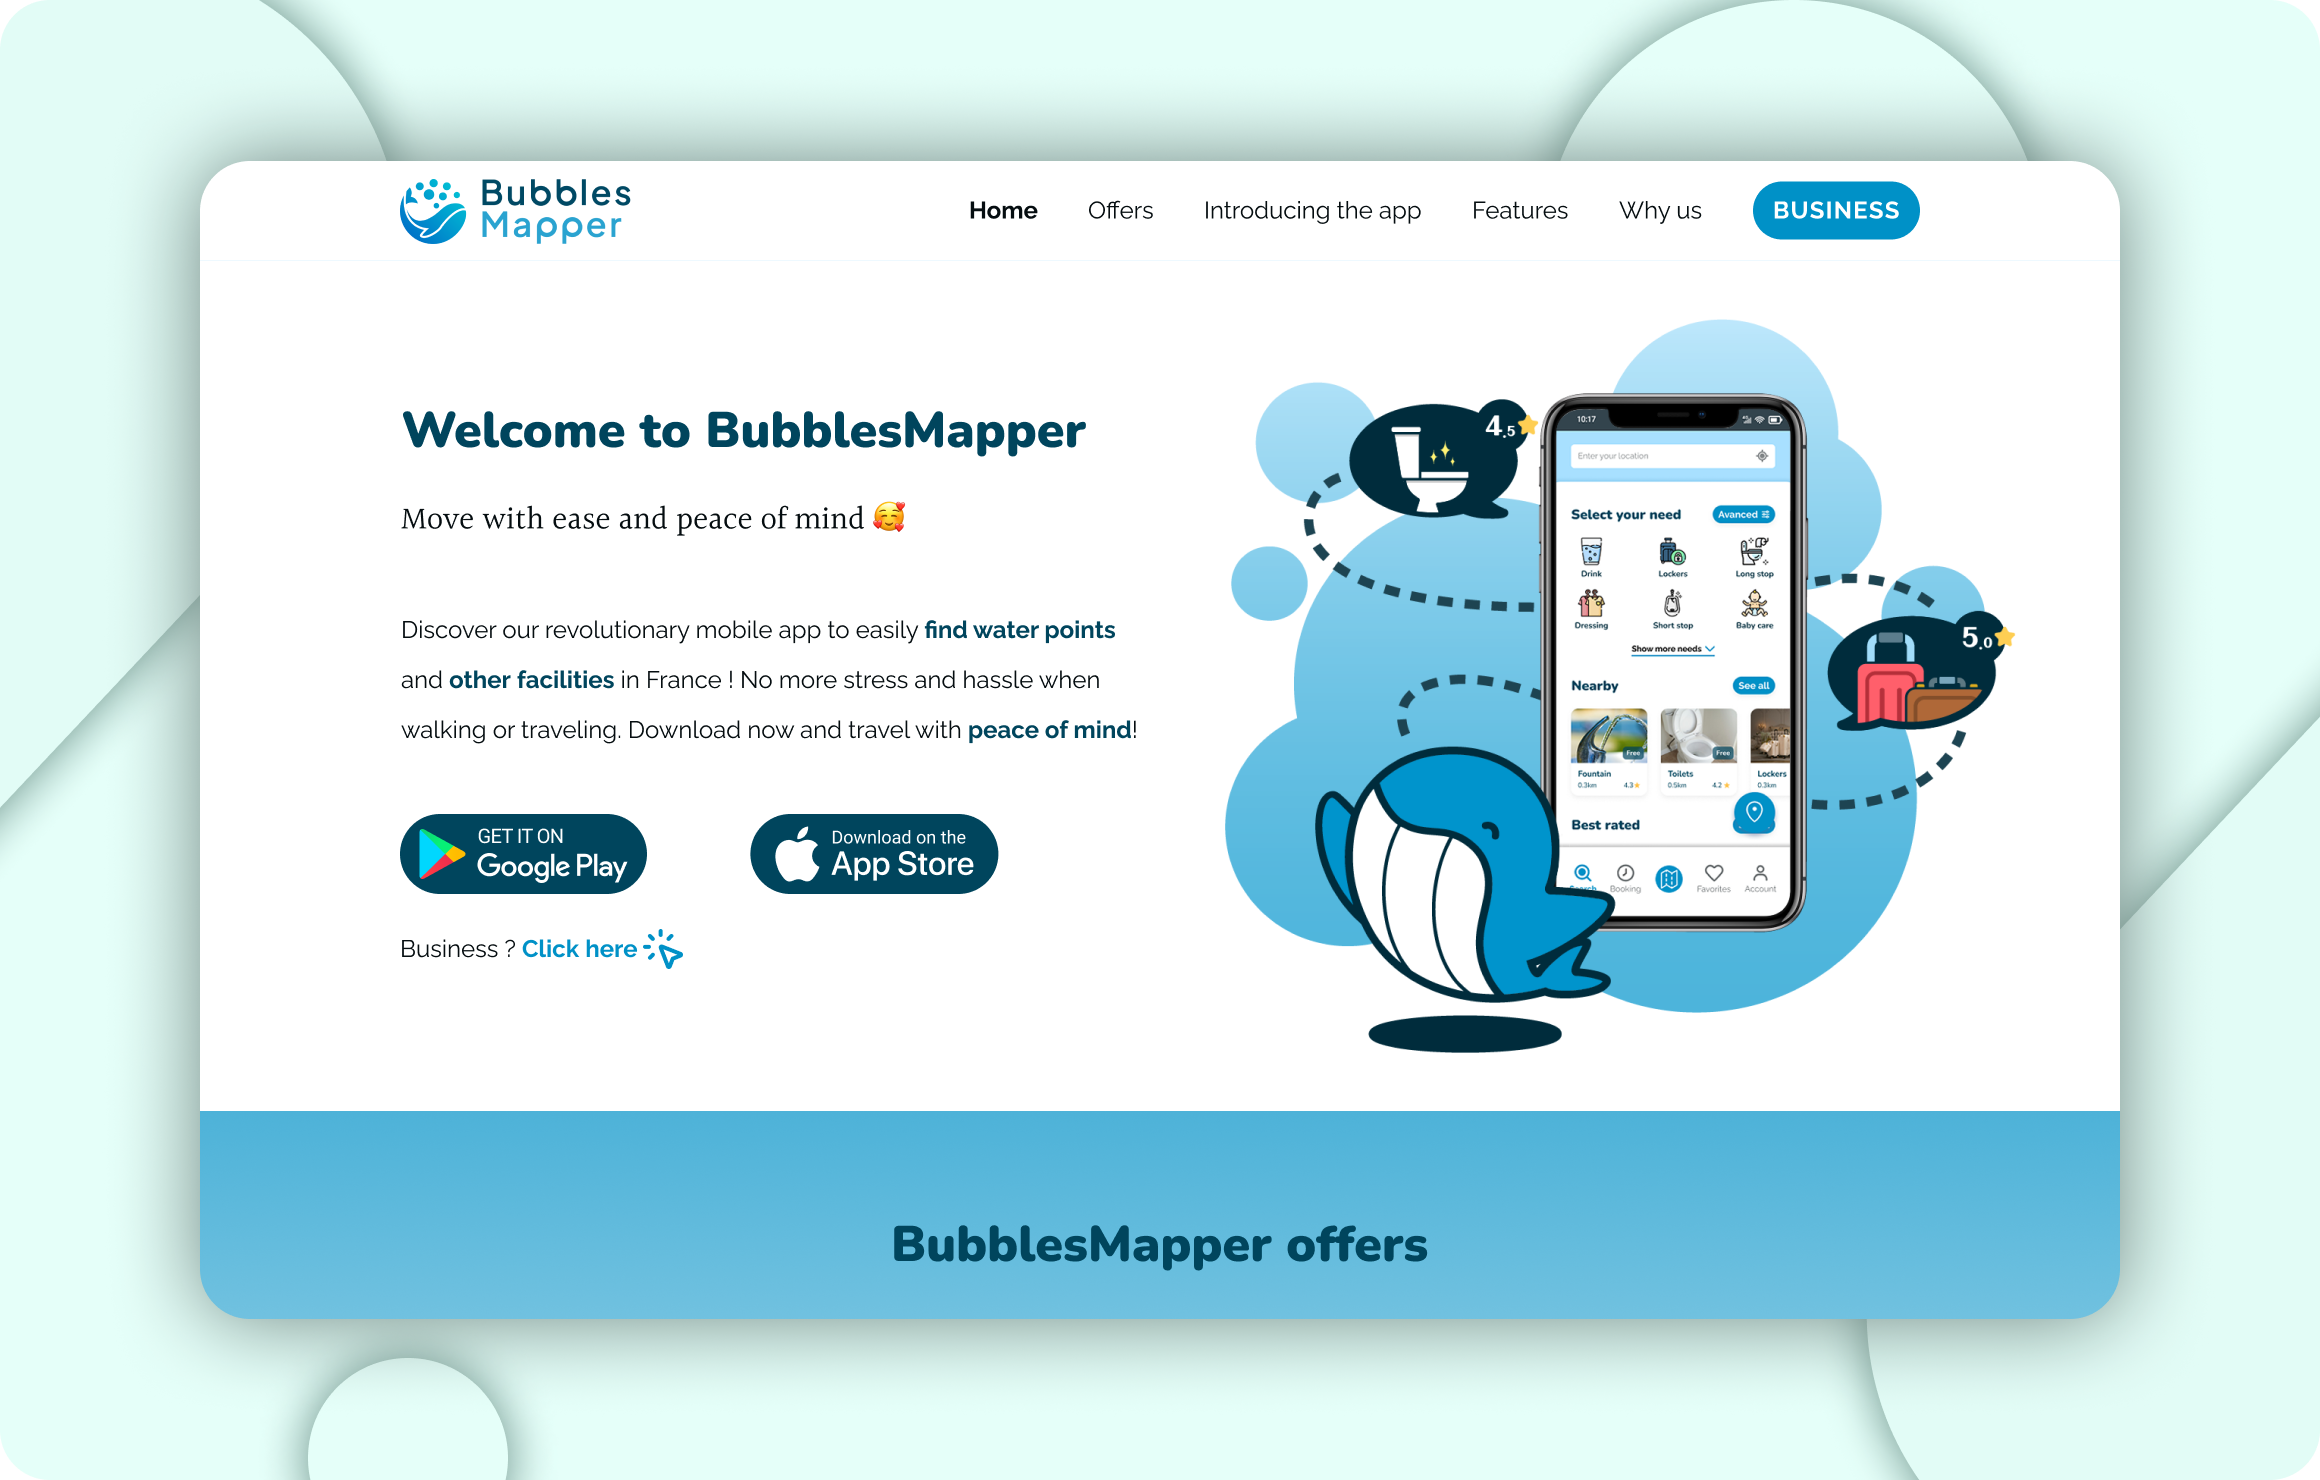 Bubbles
Mapper
Home
Offers
Introducing the app
Features
Why us
BUSINESS
Welcome to BubblesMapper
Move with ease and peace of mind 🥰
Discover our revolutionary mobile app to easily find water points
and other facilities in France ! No more stress and hassle when
walking or traveling. Download now and travel with peace of mind!
GET IT ON
Google Play
Download on the
App Store
Business ? Click here
4.5
5.0
10:17
Enter your location
Select your need
Avanced
Drink
Lockers
Long stop
Dressing
Short stop
Baby care
Show more needs
Nearby
See all
Free
Free
Fountain
0.3km 4.3
Toilets
0.5km 4.2
Lockers
0.3km
Best rated
Search
Booking
Favorites
Account
BubblesMapper offers